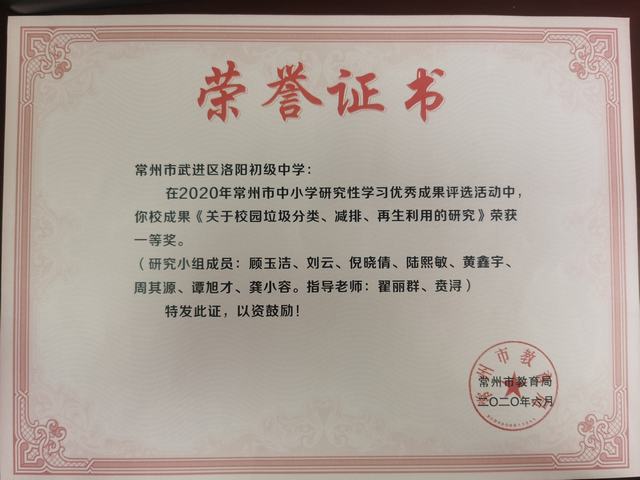 荣誉证书
常州市武进区洛阳初级中学：
在2020年常州市中小学研究性学习优秀成果评选活动中，
你校成果《关于校园垃圾分类、减排、再生利用的研究》荣获
一等奖。
（研究小组成员：顾玉洁、刘云、倪晓倩、陆熙敏、黄鑫宇、
周其源、谭旭才、龚小容。指导老师：翟丽群、贲浔）
特发此证，以资鼓励！
常州市教育局
常州市教育局
二〇二〇年六月